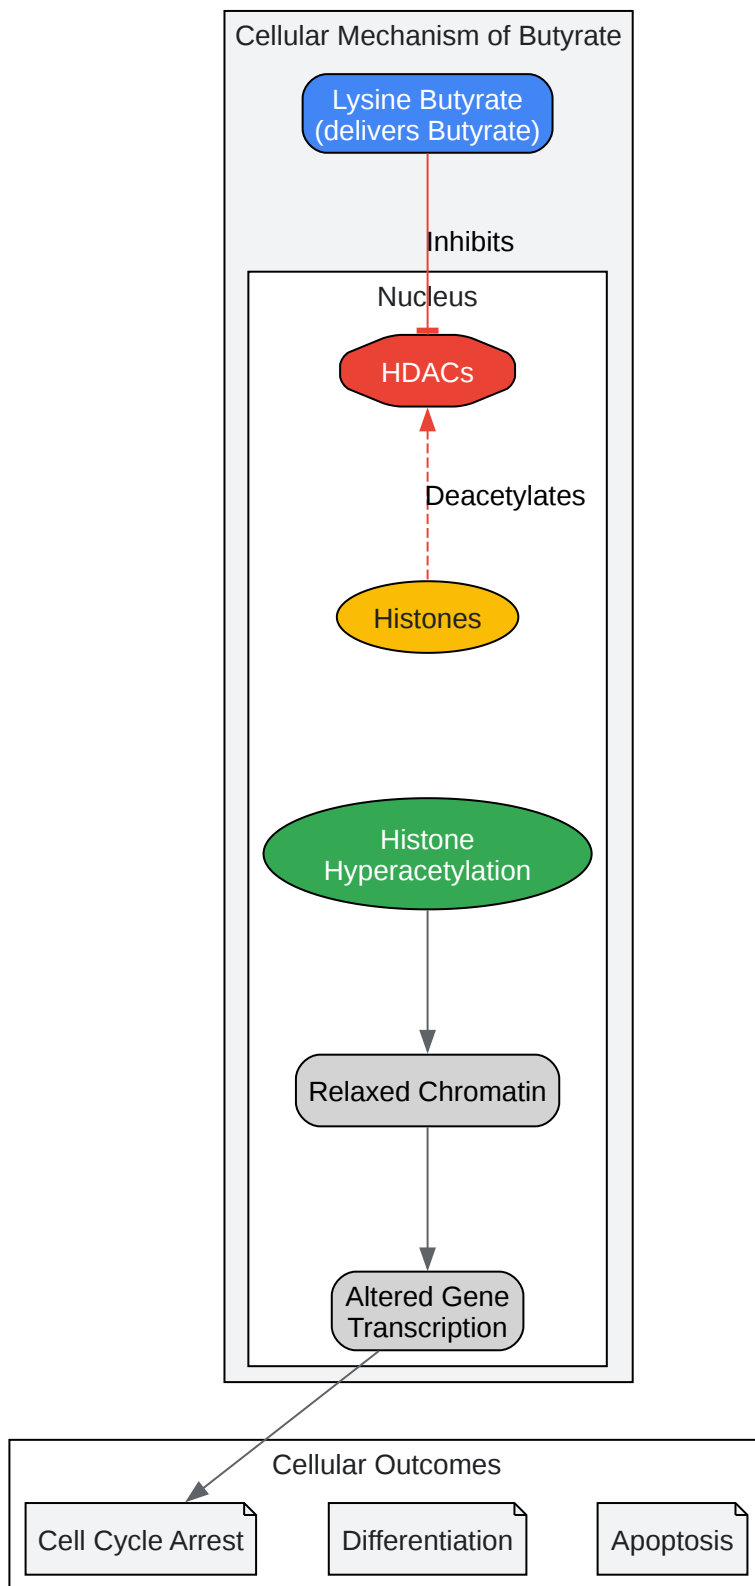 Cellular Mechanism of Butyrate
Lysine Butyrate
(delivers Butyrate)
Inhibits
Nucleus
HDACs
Deacetylates
Histones
Histone
Hyperacetylation
Relaxed Chromatin
Altered Gene
Transcription
Cellular Outcomes
Cell Cycle Arrest
Differentiation
Apoptosis